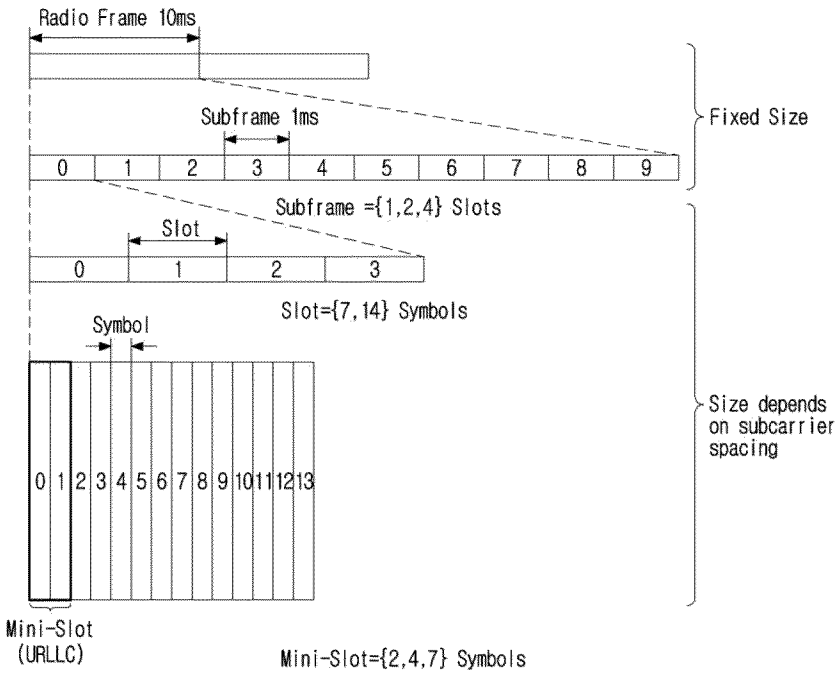 Radio Frame 10ms
Fixed Size
Subframe 1ms
0 1 2 3 4 5 6 7 8 9
Subframe ={1,2,4} Slots
Slot
0 1 2 3
Slot={7,14} Symbols
Symbol
Size depends
on subcarrier
spacing
0 1 2 3 4 5 6 7 8 9 10 11 12 13
Mini-Slot
(URLLC)
Mini-Slot={2,4,7} Symbols